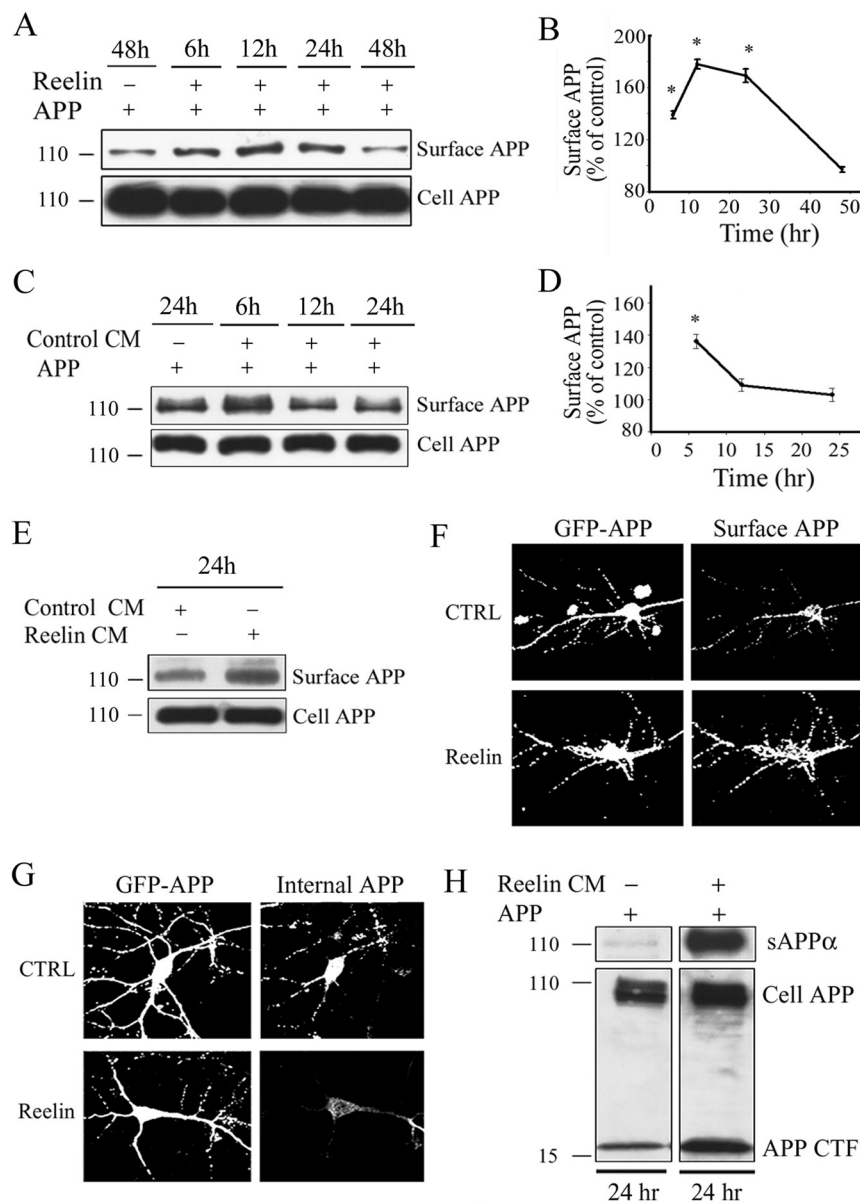 A
48h 6h 12h 24h 48h
Reelin – + + + +
APP + + + + +
110 – Surface APP
110 – Cell APP
B
Surface APP
(% of control)
200
160
120
80
* * *
0 10 20 30 40 50
Time (hr)
C
24h 6h 12h 24h
Control CM – + + +
APP + + + +
110 – Surface APP
110 – Cell APP
D
Surface APP
(% of control)
160
140
120
100
80
*
0 5 10 15 20 25
Time (hr)
E
24h
Control CM + –
Reelin CM – +
110 – Surface APP
110 – Cell APP
F
GFP-APP Surface APP
CTRL
Reelin
G
GFP-APP Internal APP
CTRL
Reelin
H
Reelin CM – +
APP + +
110 – sAPPα
110 – Cell APP
15 – APP CTF
24 hr 24 hr